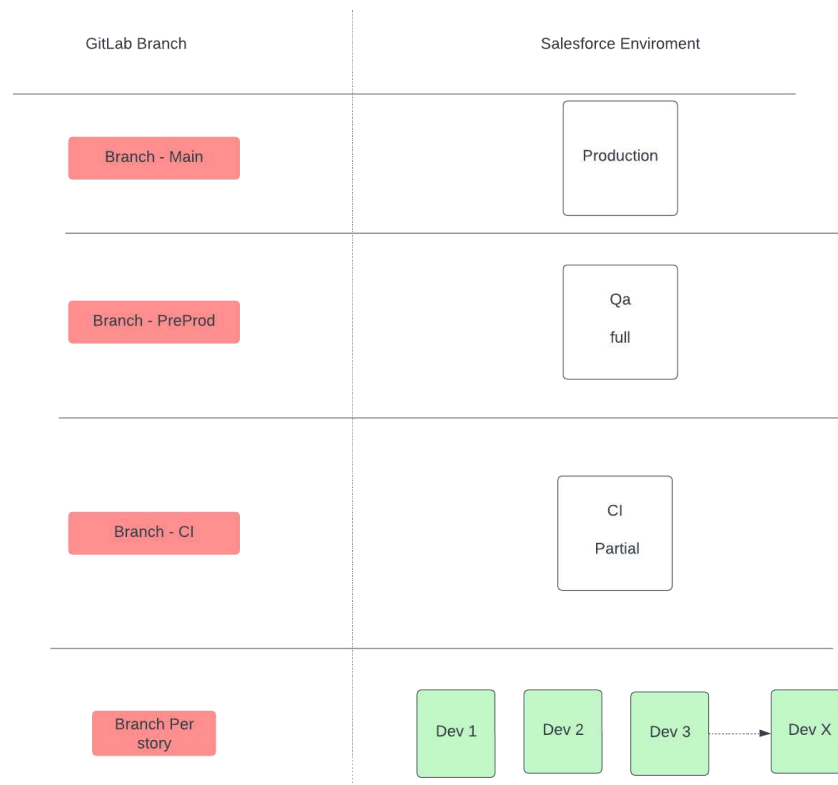 GitLab Branch
Salesforce Enviroment
Branch - Main
Production
Branch - PreProd
Qa
full
Branch - CI
CI
Partial
Branch Per
story
Dev 1
Dev 2
Dev 3
Dev X